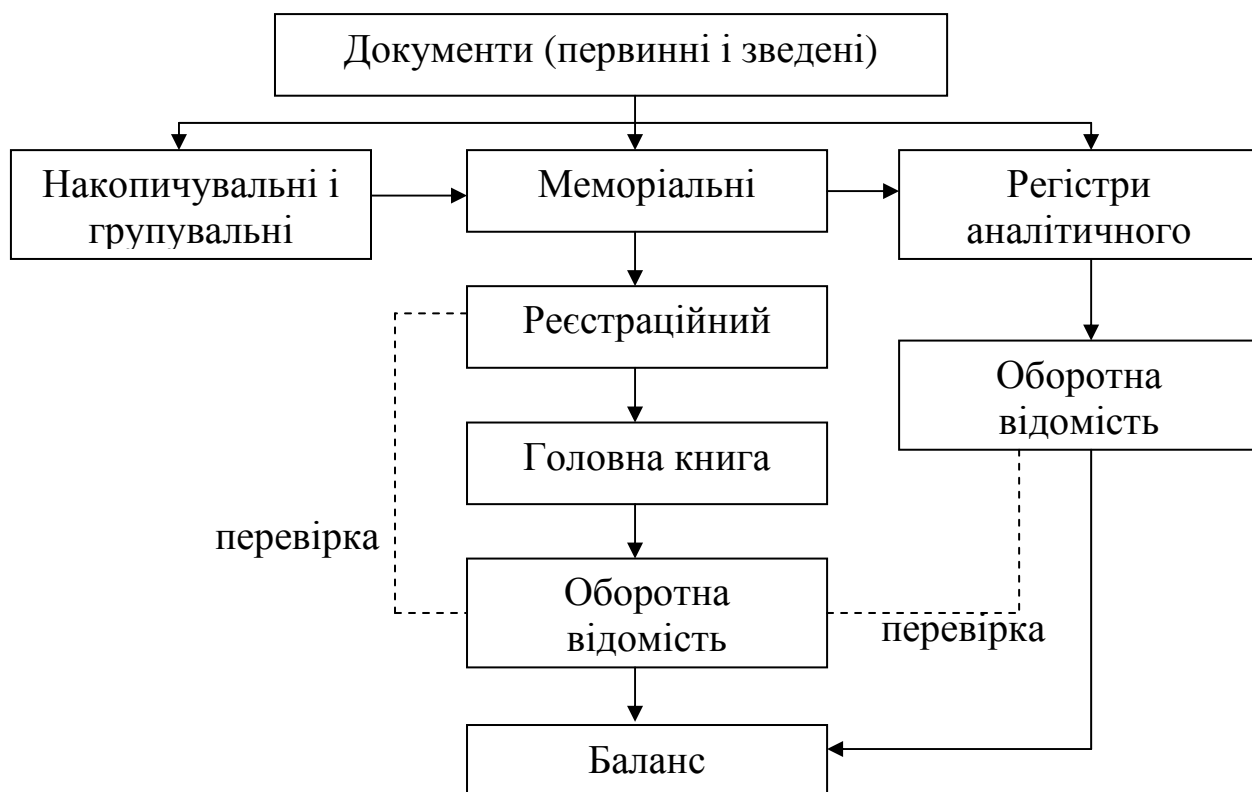 Документи (первинні і зведені)
Накопичувальні і
групувальні
Меморіальні
Регістри
аналітичного
Реєстраційний
Оборотна
відомість
Головна книга
перевірка
Оборотна
відомість
перевірка
Баланс